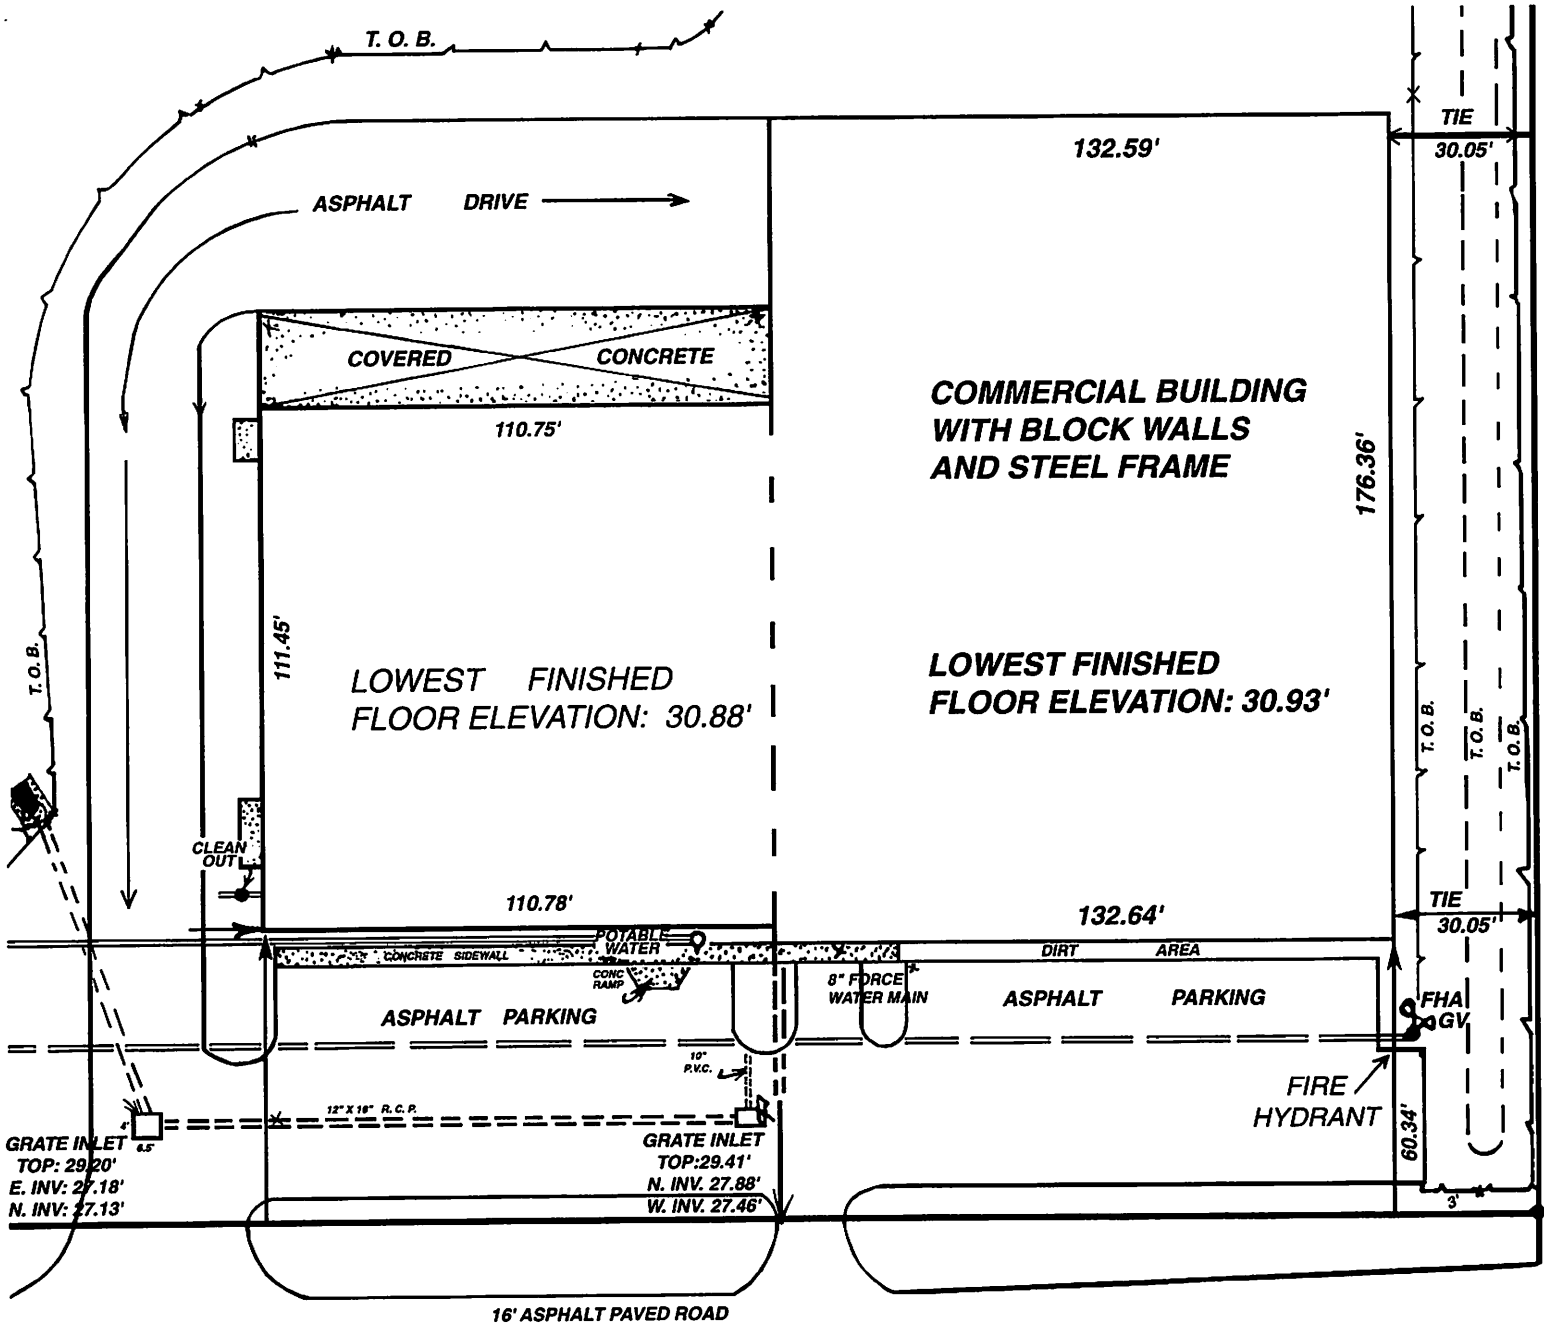 T. O. B.
132.59'
TIE
30.05'
ASPHALT DRIVE
COVERED CONCRETE
110.75'
COMMERCIAL BUILDING
WITH BLOCK WALLS
AND STEEL FRAME
176.36'
111.45'
LOWEST FINISHED
FLOOR ELEVATION: 30.88'
LOWEST FINISHED
FLOOR ELEVATION: 30.93'
T. O. B.
T. O. B.
T. O. B.
T. O. B.
CLEAN
OUT
110.78'
132.64'
TIE
30.05'
POTABLE
WATER
CONCRETE SIDEWALL
CONC
RAMP
DIRT AREA
8" FORCE
WATER MAIN
ASPHALT PARKING
ASPHALT PARKING
FHA
GV
10"
P.V.C.
FIRE
HYDRANT
60.34'
12" X 16" R. C. P.
4'
6.5'
GRATE INLET
TOP: 29.20'
E. INV: 27.18'
N. INV: 27.13'
GRATE INLET
TOP:29.41'
N. INV. 27.88'
W. INV. 27.46'
3'
16' ASPHALT PAVED ROAD